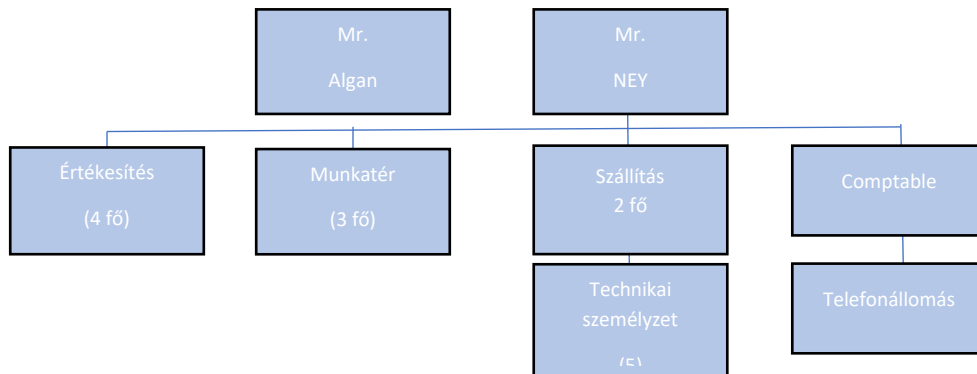 Mr.
Algan
Mr.
NEY
Értékesítés
(4 fő)
Munkatér
(3 fő)
Szállítás
2 fő
Comptable
Technikai
személyzet
Telefonállomás